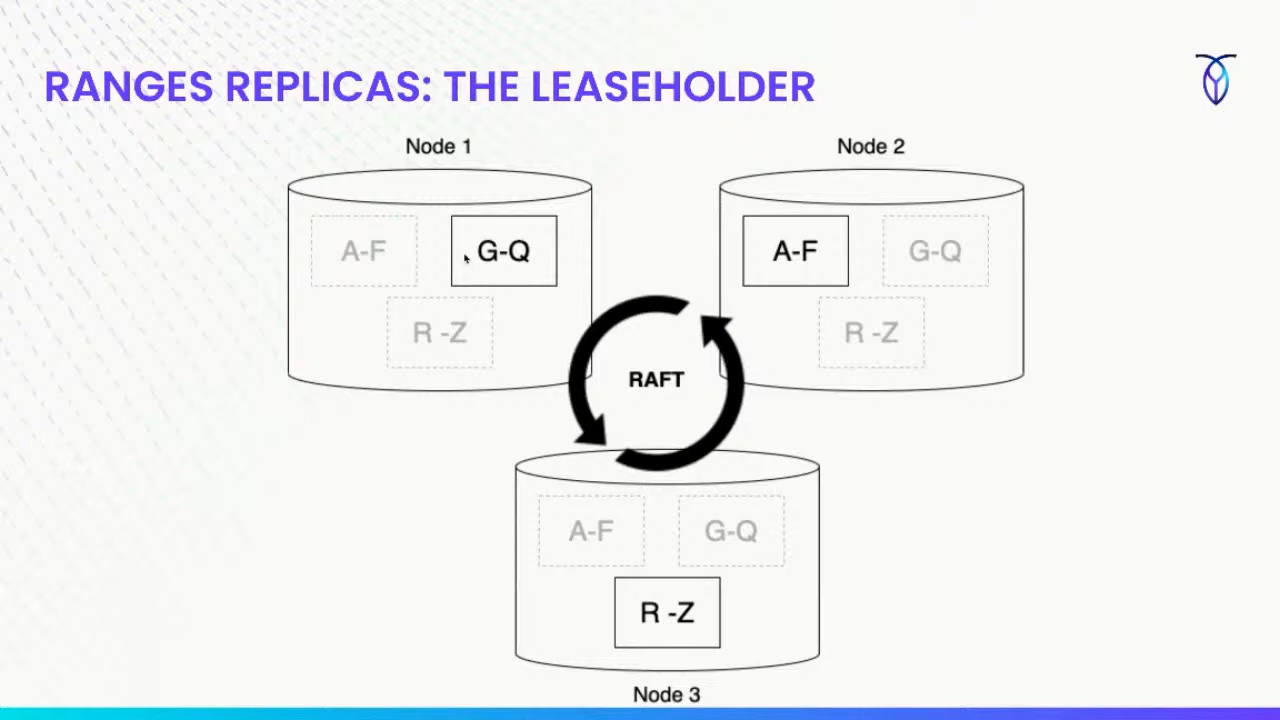 RANGES REPLICAS: THE LEASEHOLDER
Node 1
Node 2
A-F
G-Q
R -Z
A-F
G-Q
R -Z
RAFT
A-F
G-Q
R -Z
Node 3